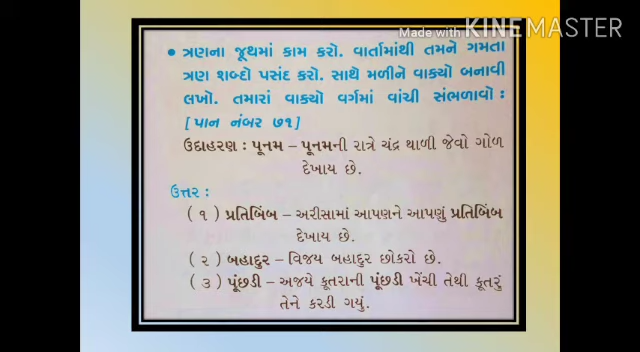 Made with KINEMASTER
• ત્રણના જૂથમાં કામ કરો. વાર્તામાંથી તમને ગમતા
ત્રણ શબ્દો પસંદ કરો. સાથે મળીને વાક્યો બનાવી
લખો. તમારાં વાક્યો વર્ગમાં વાંચી સંભળાવો :
[પાન નંબર ૭૧]
ઉદાહરણ : પૂનમ – પૂનમની રાત્રે ચંદ્ર થાળી જેવો ગોળ
દેખાય છે.
ઉત્તર :
(૧) પ્રતિબિંબ – અરીસામાં આપણને આપણું પ્રતિબિંબ
દેખાય છે.
(૨) બહાદુર – વિજય બહાદુર છોકરો છે.
(૩) પૂંછડી – અજયે કૂતરાની પૂંછડી ખેંચી તેથી કૂતરું
તેને કરડી ગયું.